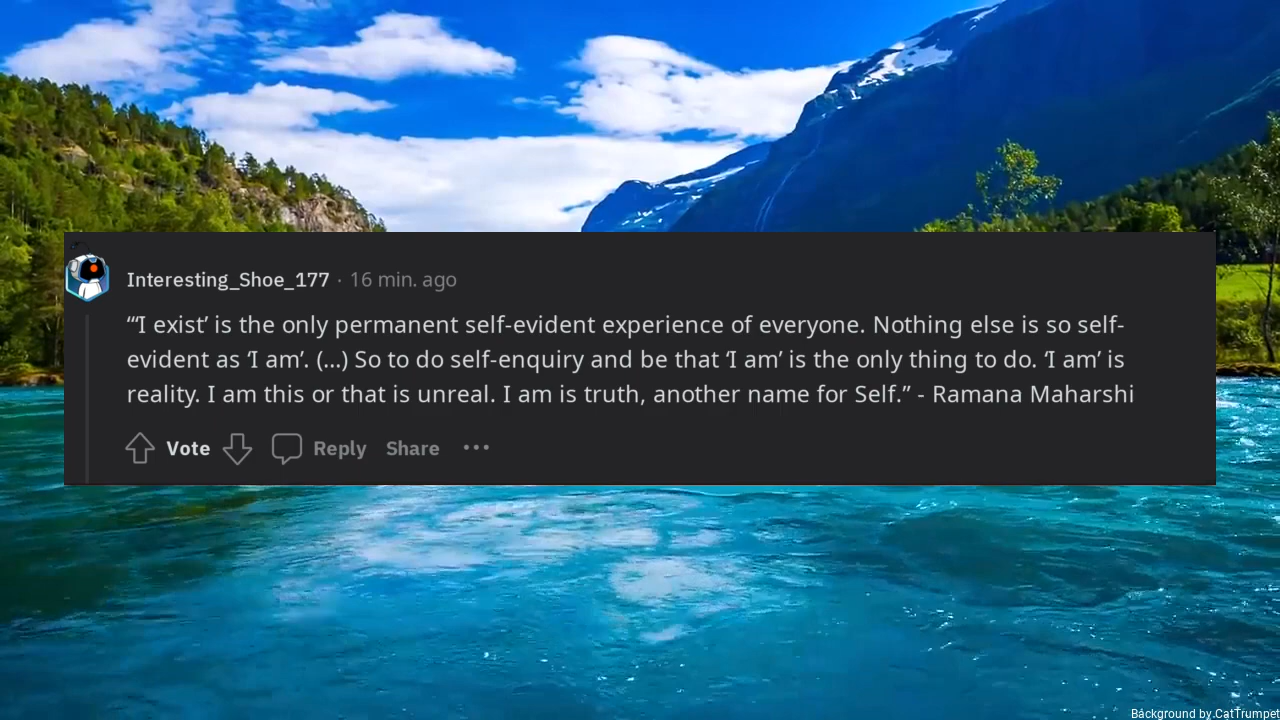 Interesting_Shoe_177 · 16 min. ago
“‘I exist’ is the only permanent self-evident experience of everyone. Nothing else is so self-
evident as ‘I am’. (...) So to do self-enquiry and be that ‘I am’ is the only thing to do. ‘I am’ is
reality. I am this or that is unreal. I am is truth, another name for Self.” - Ramana Maharshi
Vote Reply Share ···
Background by CatTrumpet